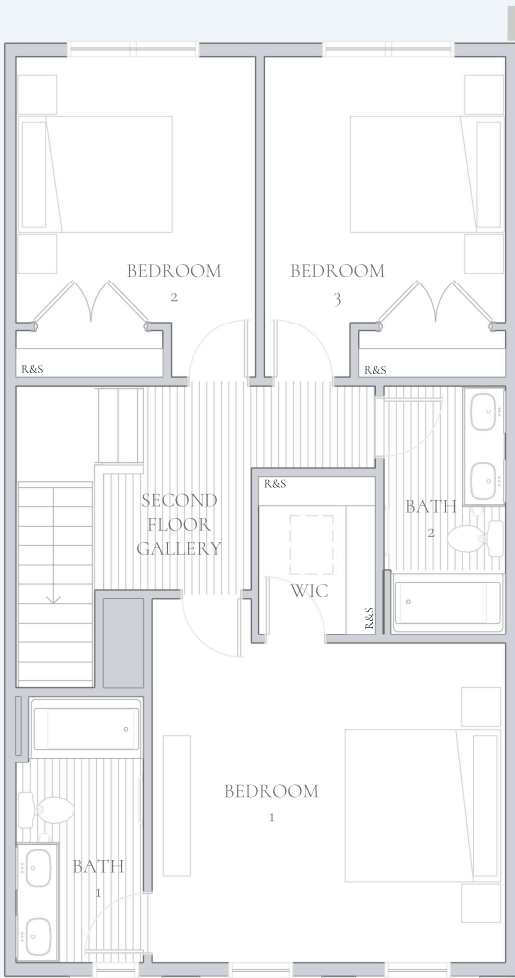 BEDROOM
2
BEDROOM
3
R&S
R&S
SECOND
FLOOR
GALLERY
R&S
BATH
2
WIC
R&S
BEDROOM
1
BATH
1